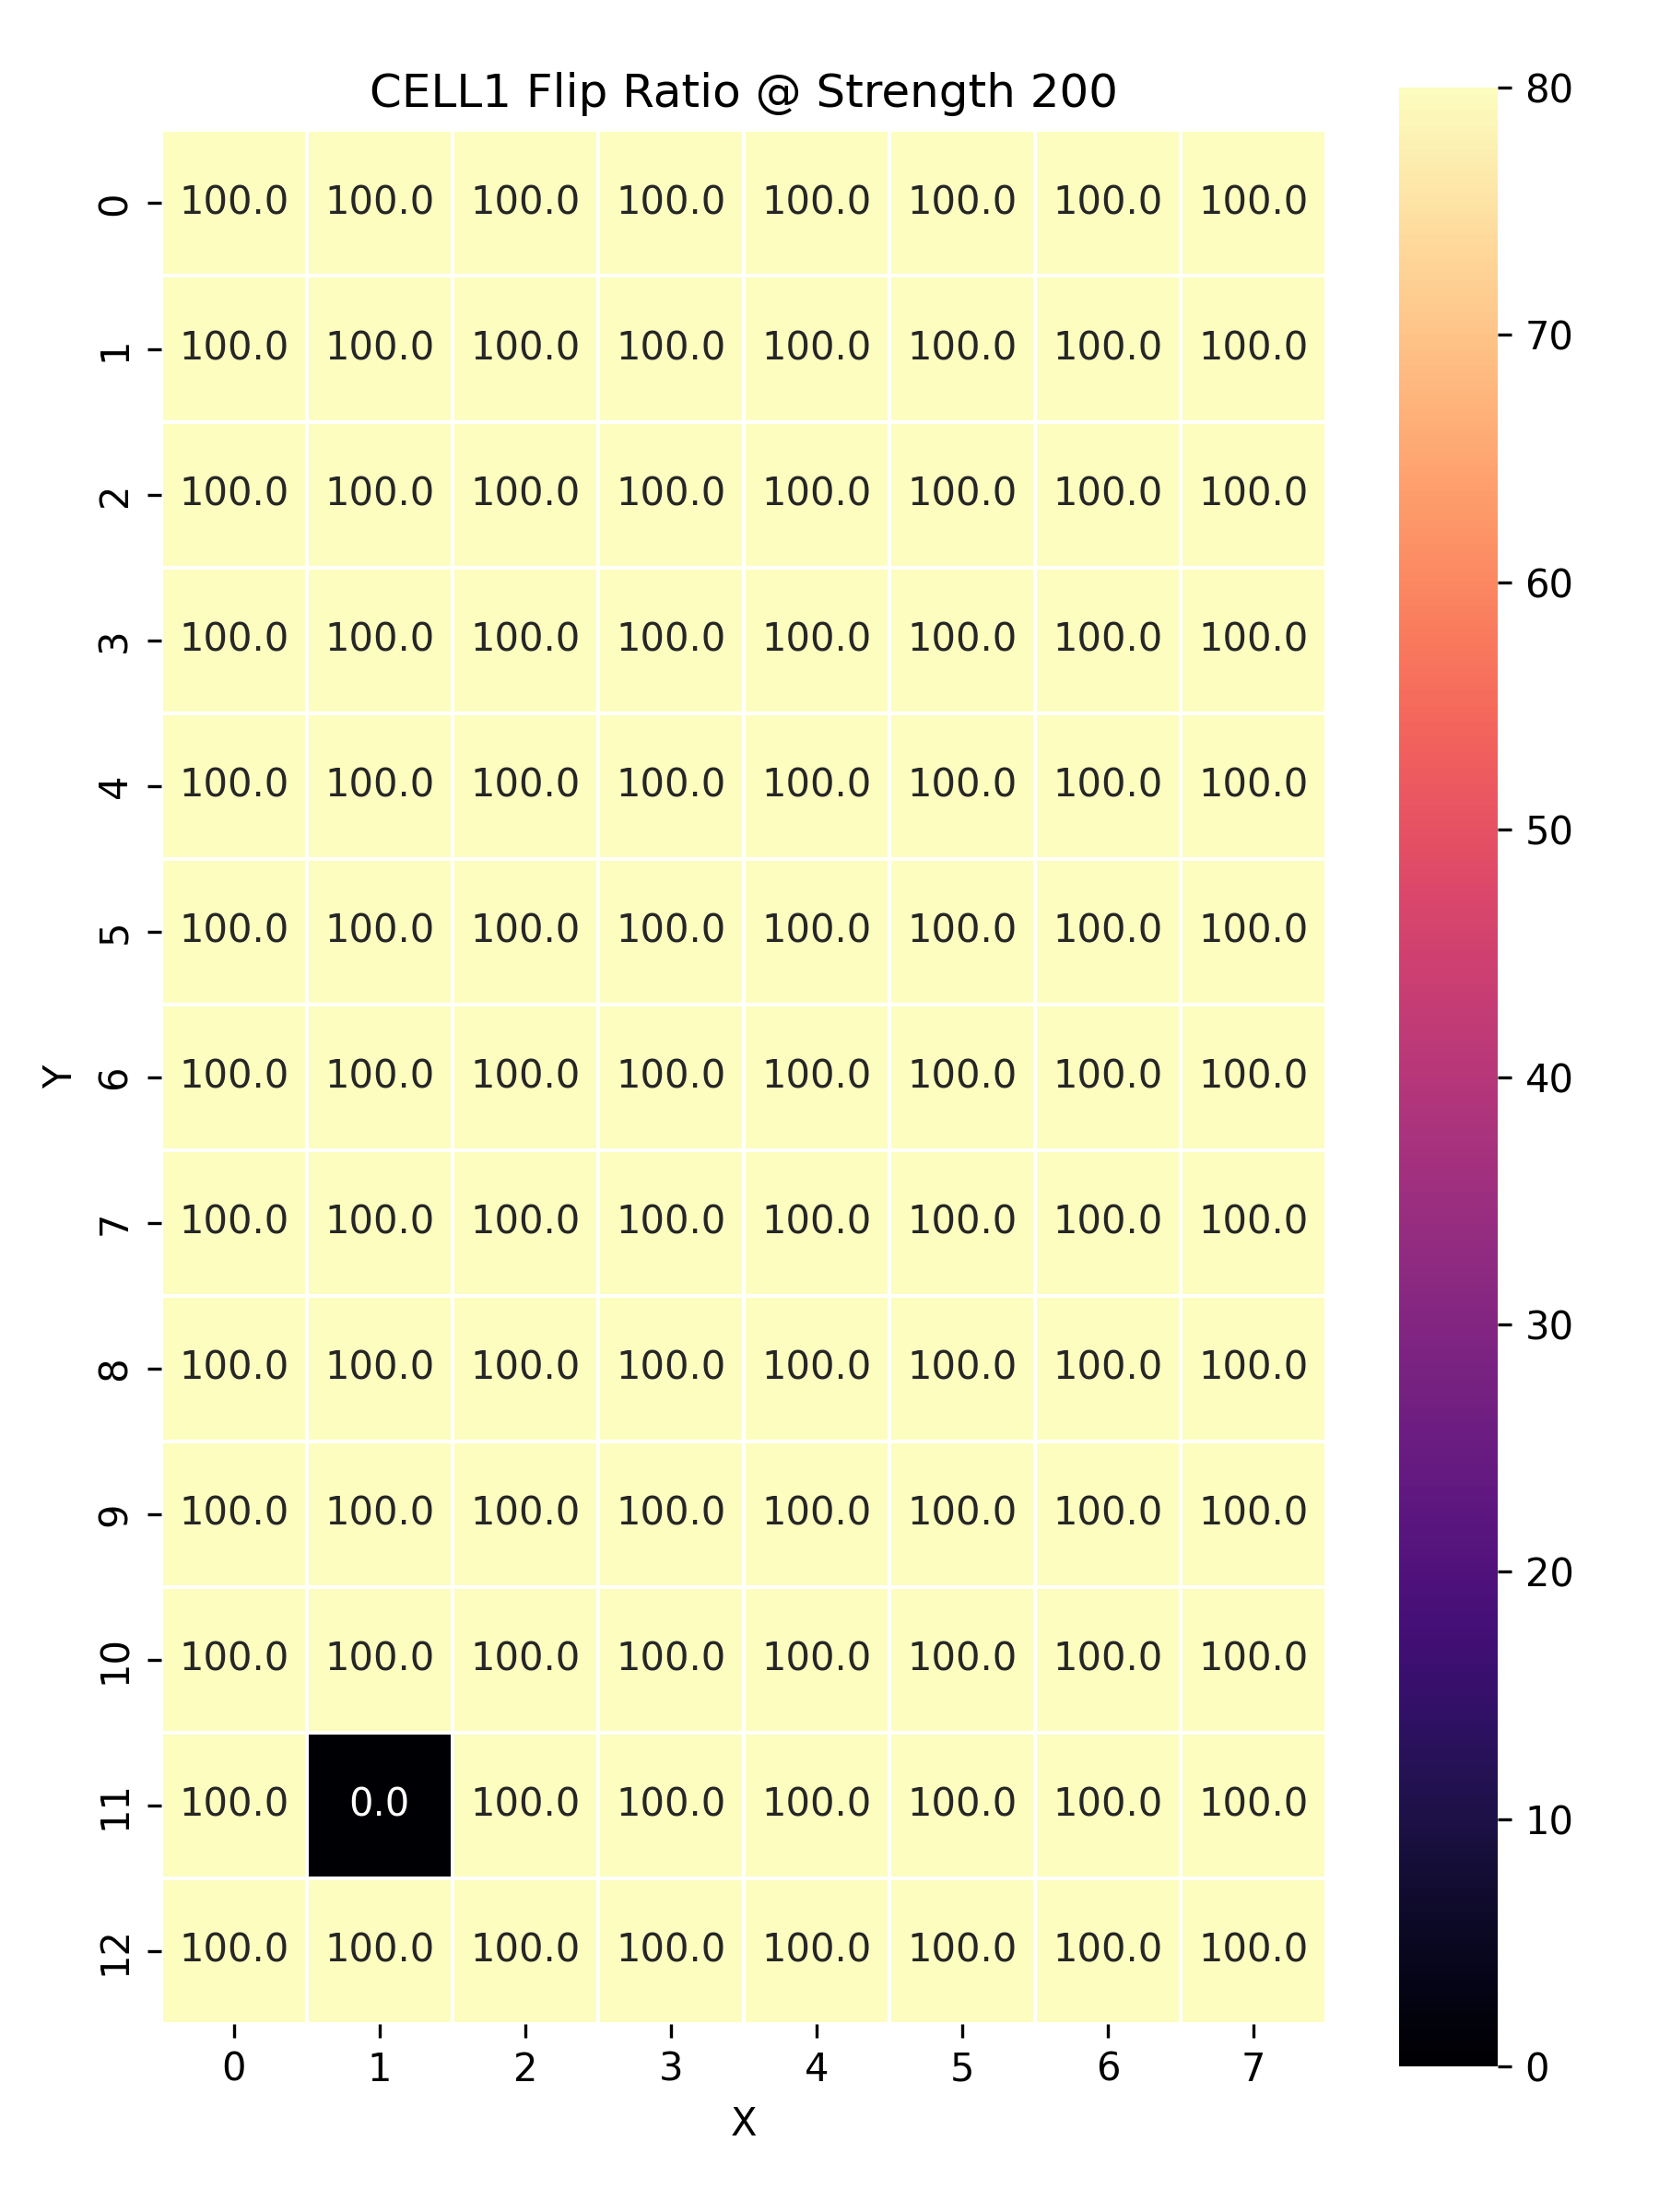 CELL1 Flip Ratio @ Strength 200
80
0 100.0 100.0 100.0 100.0 100.0 100.0 100.0 100.0
1 100.0 100.0 100.0 100.0 100.0 100.0 100.0 100.0
70
2 100.0 100.0 100.0 100.0 100.0 100.0 100.0 100.0
60
3 100.0 100.0 100.0 100.0 100.0 100.0 100.0 100.0
4 100.0 100.0 100.0 100.0 100.0 100.0 100.0 100.0
50
5 100.0 100.0 100.0 100.0 100.0 100.0 100.0 100.0
Y
6 100.0 100.0 100.0 100.0 100.0 100.0 100.0 100.0
40
7 100.0 100.0 100.0 100.0 100.0 100.0 100.0 100.0
30
8 100.0 100.0 100.0 100.0 100.0 100.0 100.0 100.0
9 100.0 100.0 100.0 100.0 100.0 100.0 100.0 100.0
20
10 100.0 100.0 100.0 100.0 100.0 100.0 100.0 100.0
11 100.0 0.0 100.0 100.0 100.0 100.0 100.0 100.0
10
12 100.0 100.0 100.0 100.0 100.0 100.0 100.0 100.0
0
0 1 2 3 4 5 6 7
X